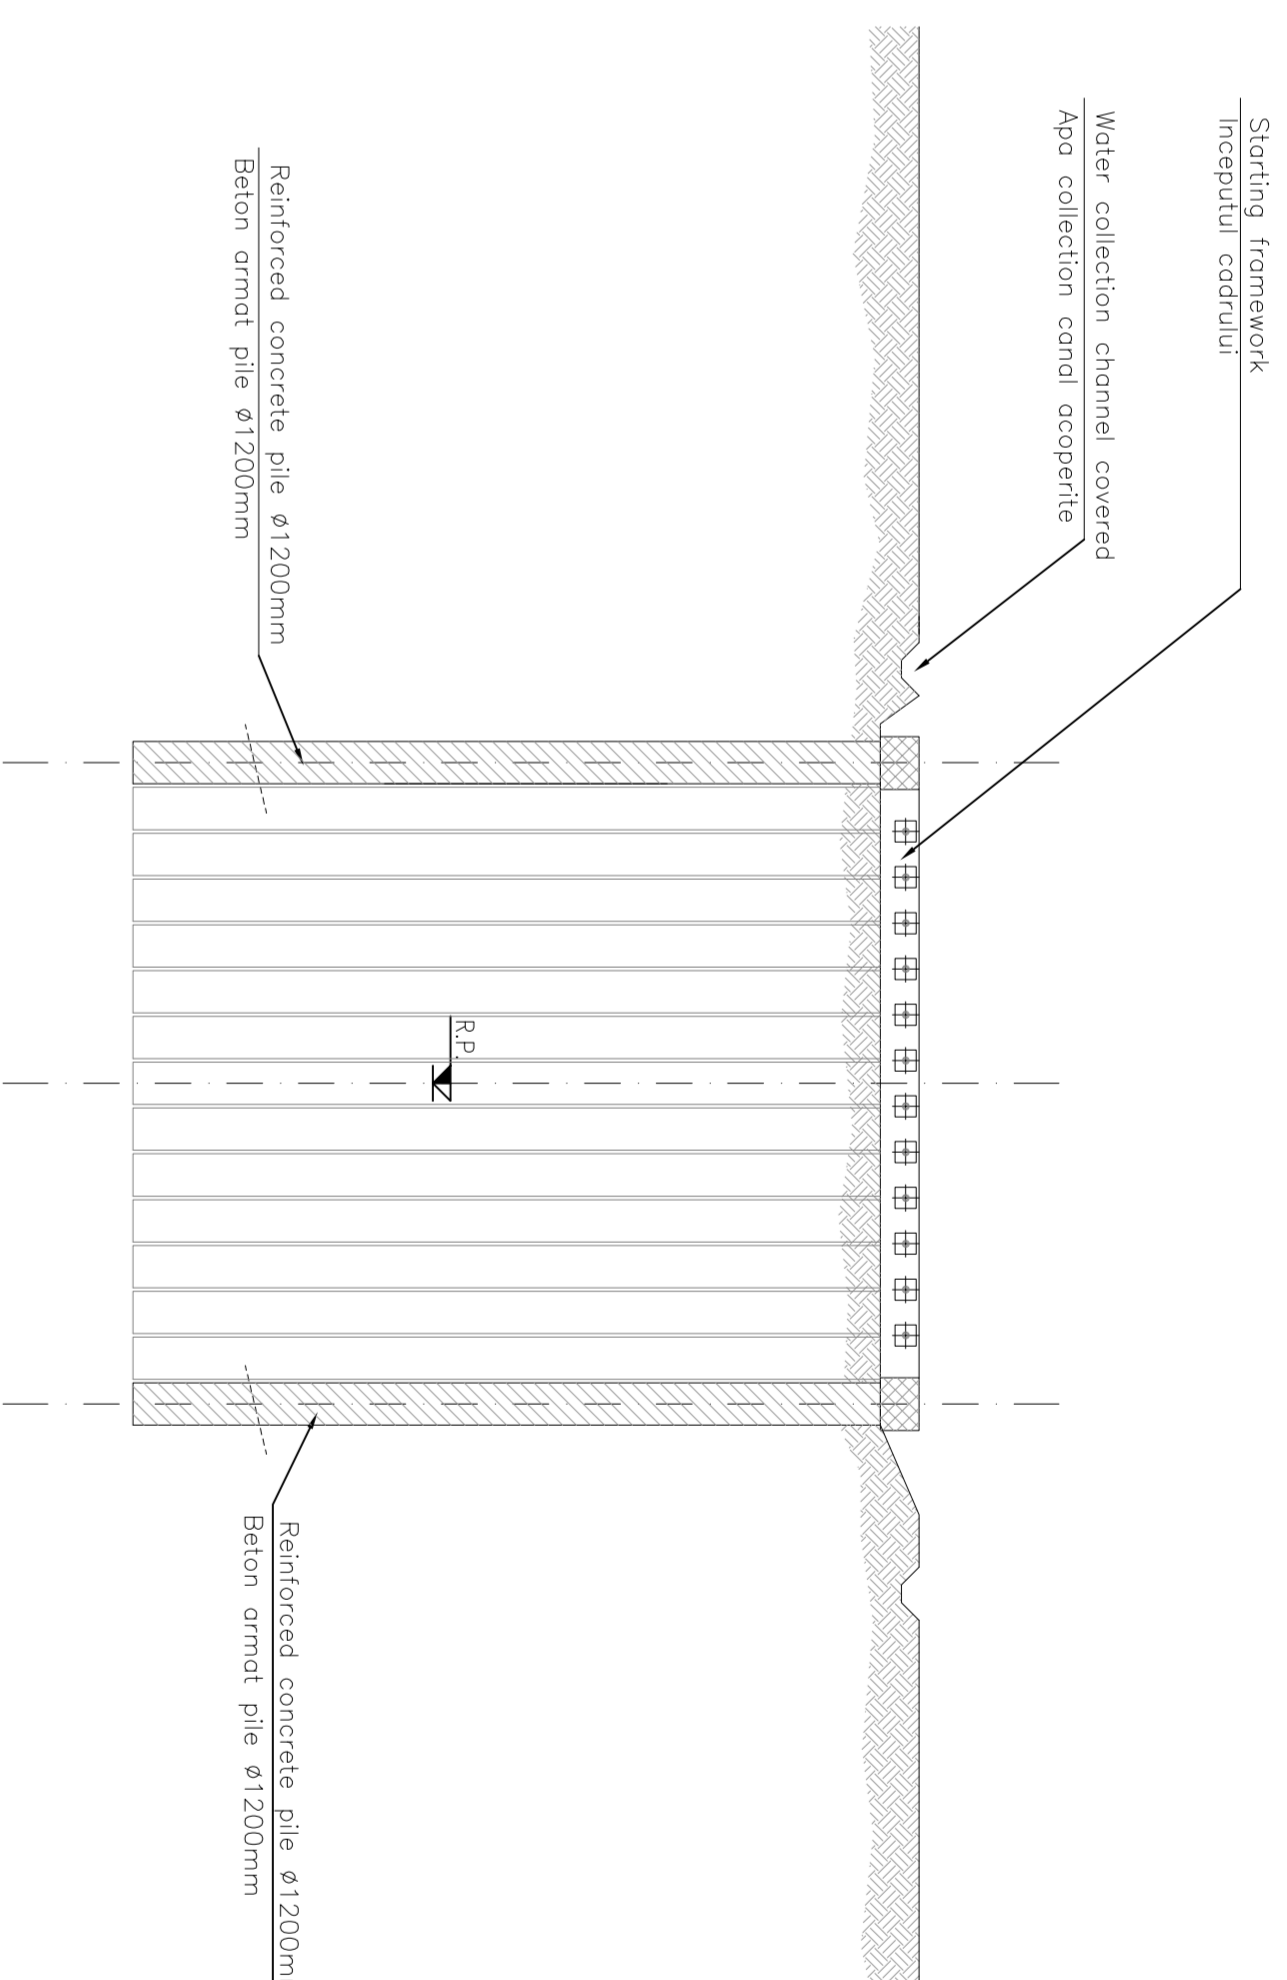 Starting framework
Inceputul cadrului
Water collection channel covered
Apa collection canal acoperite
Reinforced concrete pile Ø1200mm
Beton armat pile Ø1200mm
R.P.
Reinforced concrete pile Ø1200m
Beton armat pile Ø1200mm